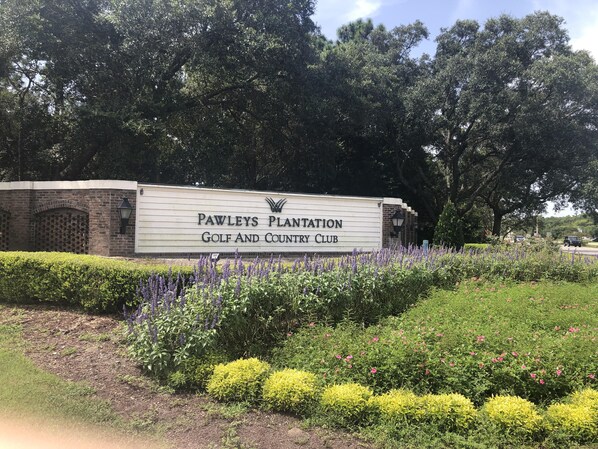 PAWLEYS PLANTATION
GOLF AND COUNTRY CLUB